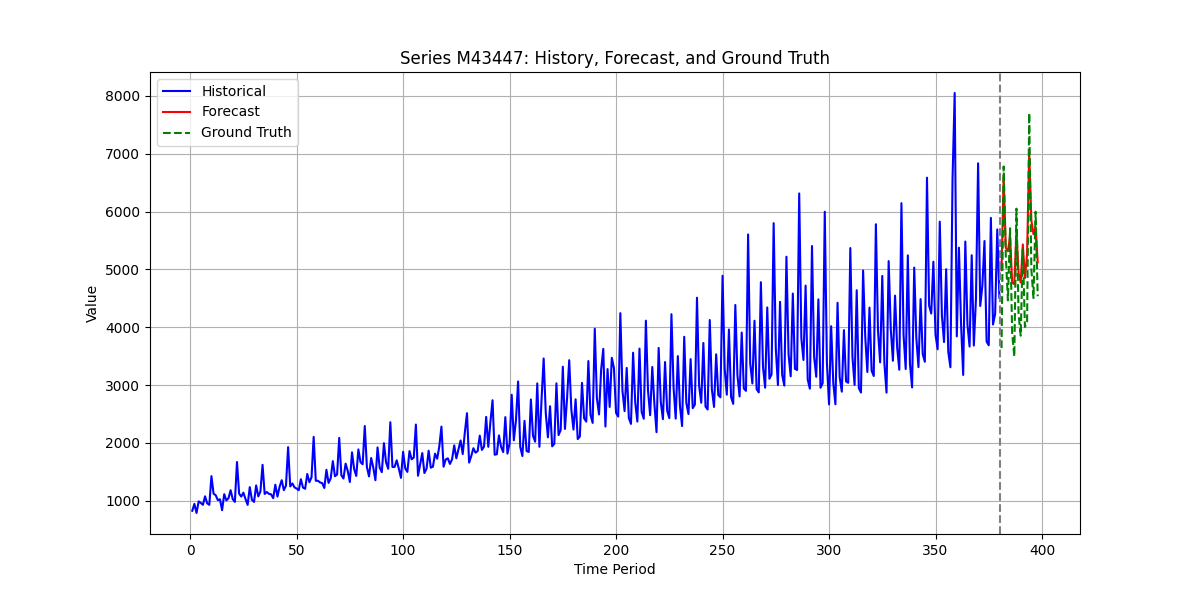 Series M43447: History, Forecast, and Ground Truth
Historical
Forecast
Ground Truth
8000
7000
6000
5000
4000
3000
2000
1000
Value
0 50 100 150 200 250 300 350 400
Time Period